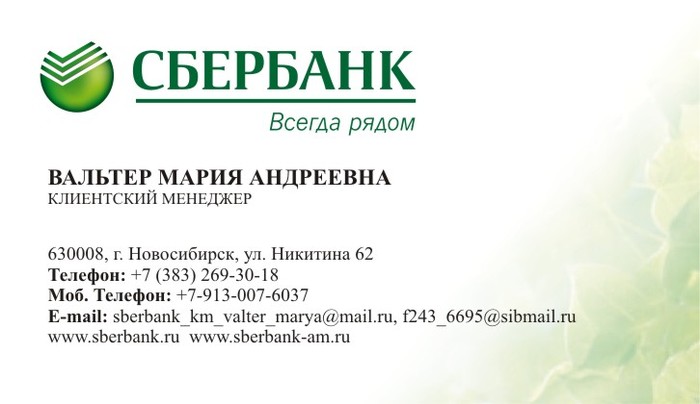 СБЕРБАНК
Всегда рядом
ВАЛЬТЕР МАРИЯ АНДРЕЕВНА
КЛИЕНТСКИЙ МЕНЕДЖЕР
630008, г. Новосибирск, ул. Никитина 62
Телефон: +7 (383) 269-30-18
Моб. Телефон: +7-913-007-6037
E-mail: sberbank_km_valter_marya@mail.ru, f243_6695@sibmail.ru
www.sberbank.ru www.sberbank-am.ru